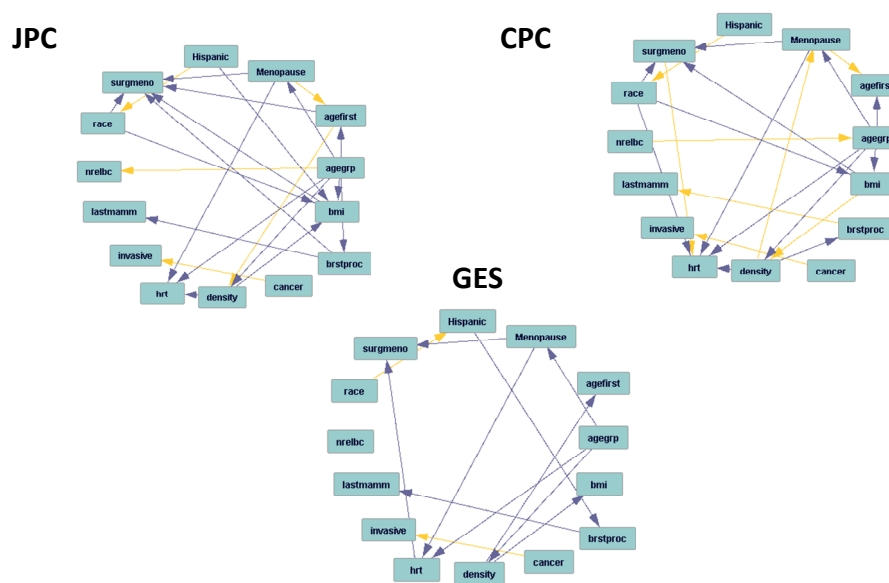 JPC
Hispanic
surgmeno
Menopause
race
agefirst
nrelbc
agegrp
lastmamm
bmi
invasive
brstproc
cancer
hrt
density
CPC
Hispanic
surgmeno
Menopause
race
agefirst
nrelbc
agegrp
lastmamm
bmi
invasive
brstproc
hrt
density
cancer
GES
Hispanic
surgmeno
Menopause
race
agefirst
nrelbc
agegrp
lastmamm
bmi
invasive
brstproc
hrt
density
cancer